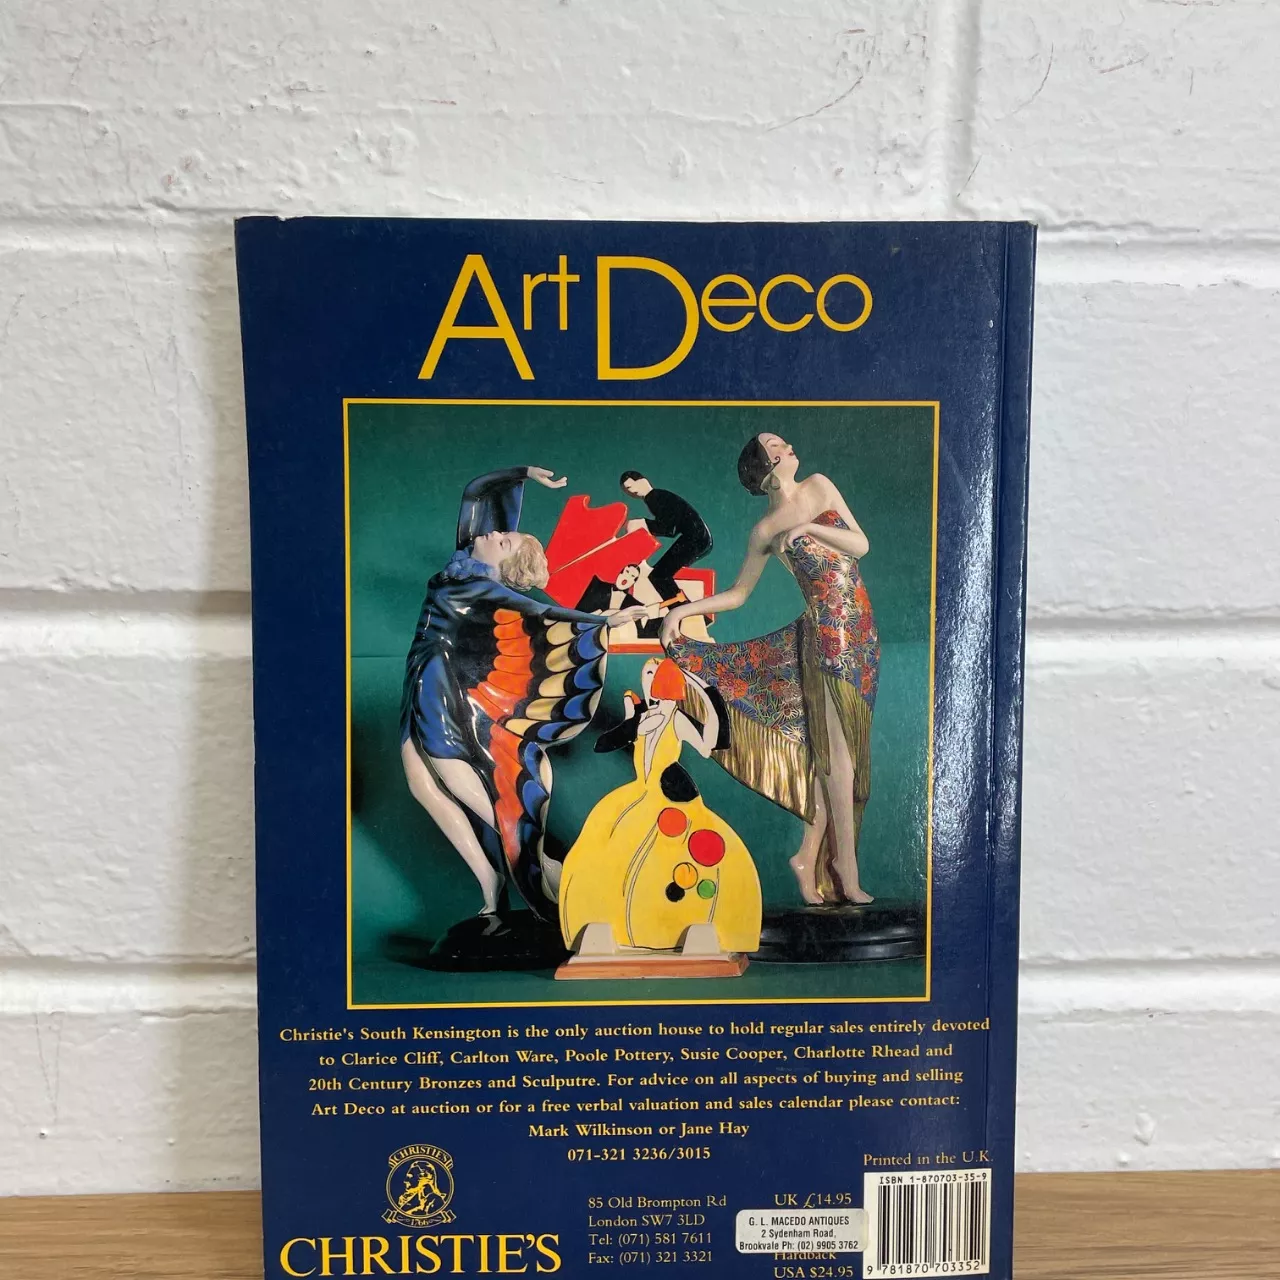 Art Deco
Christie's South Kensington is the only auction house to hold regular sales entirely devoted
to Clarice Cliff, Carlton Ware, Poole Pottery, Susie Cooper, Charlotte Rhead and
20th Century Bronzes and Sculputre. For advice on all aspects of buying and selling
Art Deco at auction or for a free verbal valuation and sales calendar please contact:
Mark Wilkinson or Jane Hay
071-321 3236/3015
CHRISTIE'S
1766
CHRISTIE'S
85 Old Brompton Rd
London SW7 3LD
Tel: (071) 581 7611
Fax: (071) 321 3321
Printed in the U.K.
UK £14.95
G. L. MACEDO ANTIQUES
2 Sydenham Road,
Brookvale Ph: (02) 9905 3762
Hardback
USA $24.95
ISBN 1-870703-35-9
9 781870 703352